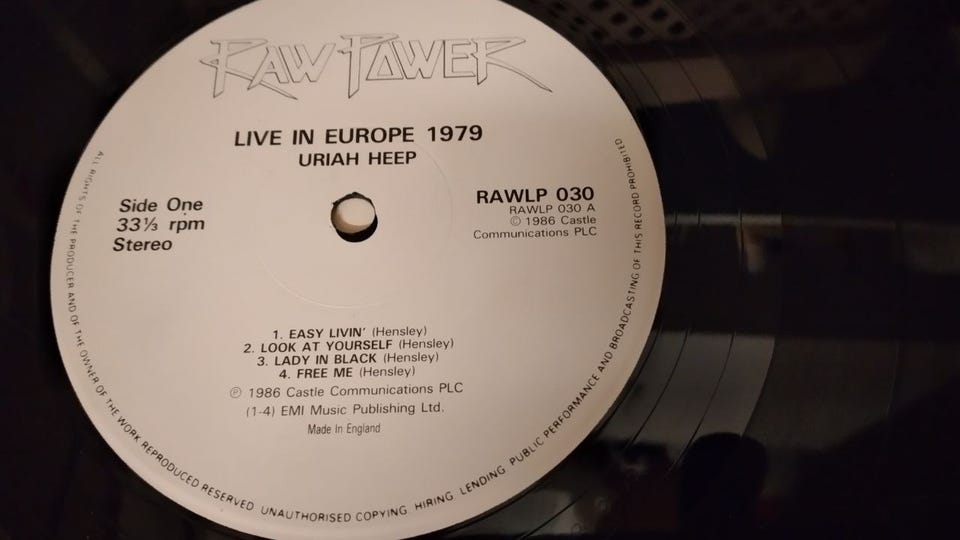 RAW POWER
LIVE IN EUROPE 1979
URIAH HEEP
Side One
33⅓ rpm
Stereo
RAWLP 030
RAWLP 030 A
© 1986 Castle
Communications PLC
1. EASY LIVIN' (Hensley)
2. LOOK AT YOURSELF (Hensley)
3. LADY IN BLACK (Hensley)
4. FREE ME (Hensley)
℗ 1986 Castle Communications PLC
(1-4) EMI Music Publishing Ltd.
Made In England
ALL RIGHTS OF THE PRODUCER AND OF THE OWNER OF THE WORK REPRODUCED RESERVED UNAUTHORISED COPYING HIRING LENDING PUBLIC PERFORMANCE AND BROADCASTING OF THIS RECORD PROHIBITED